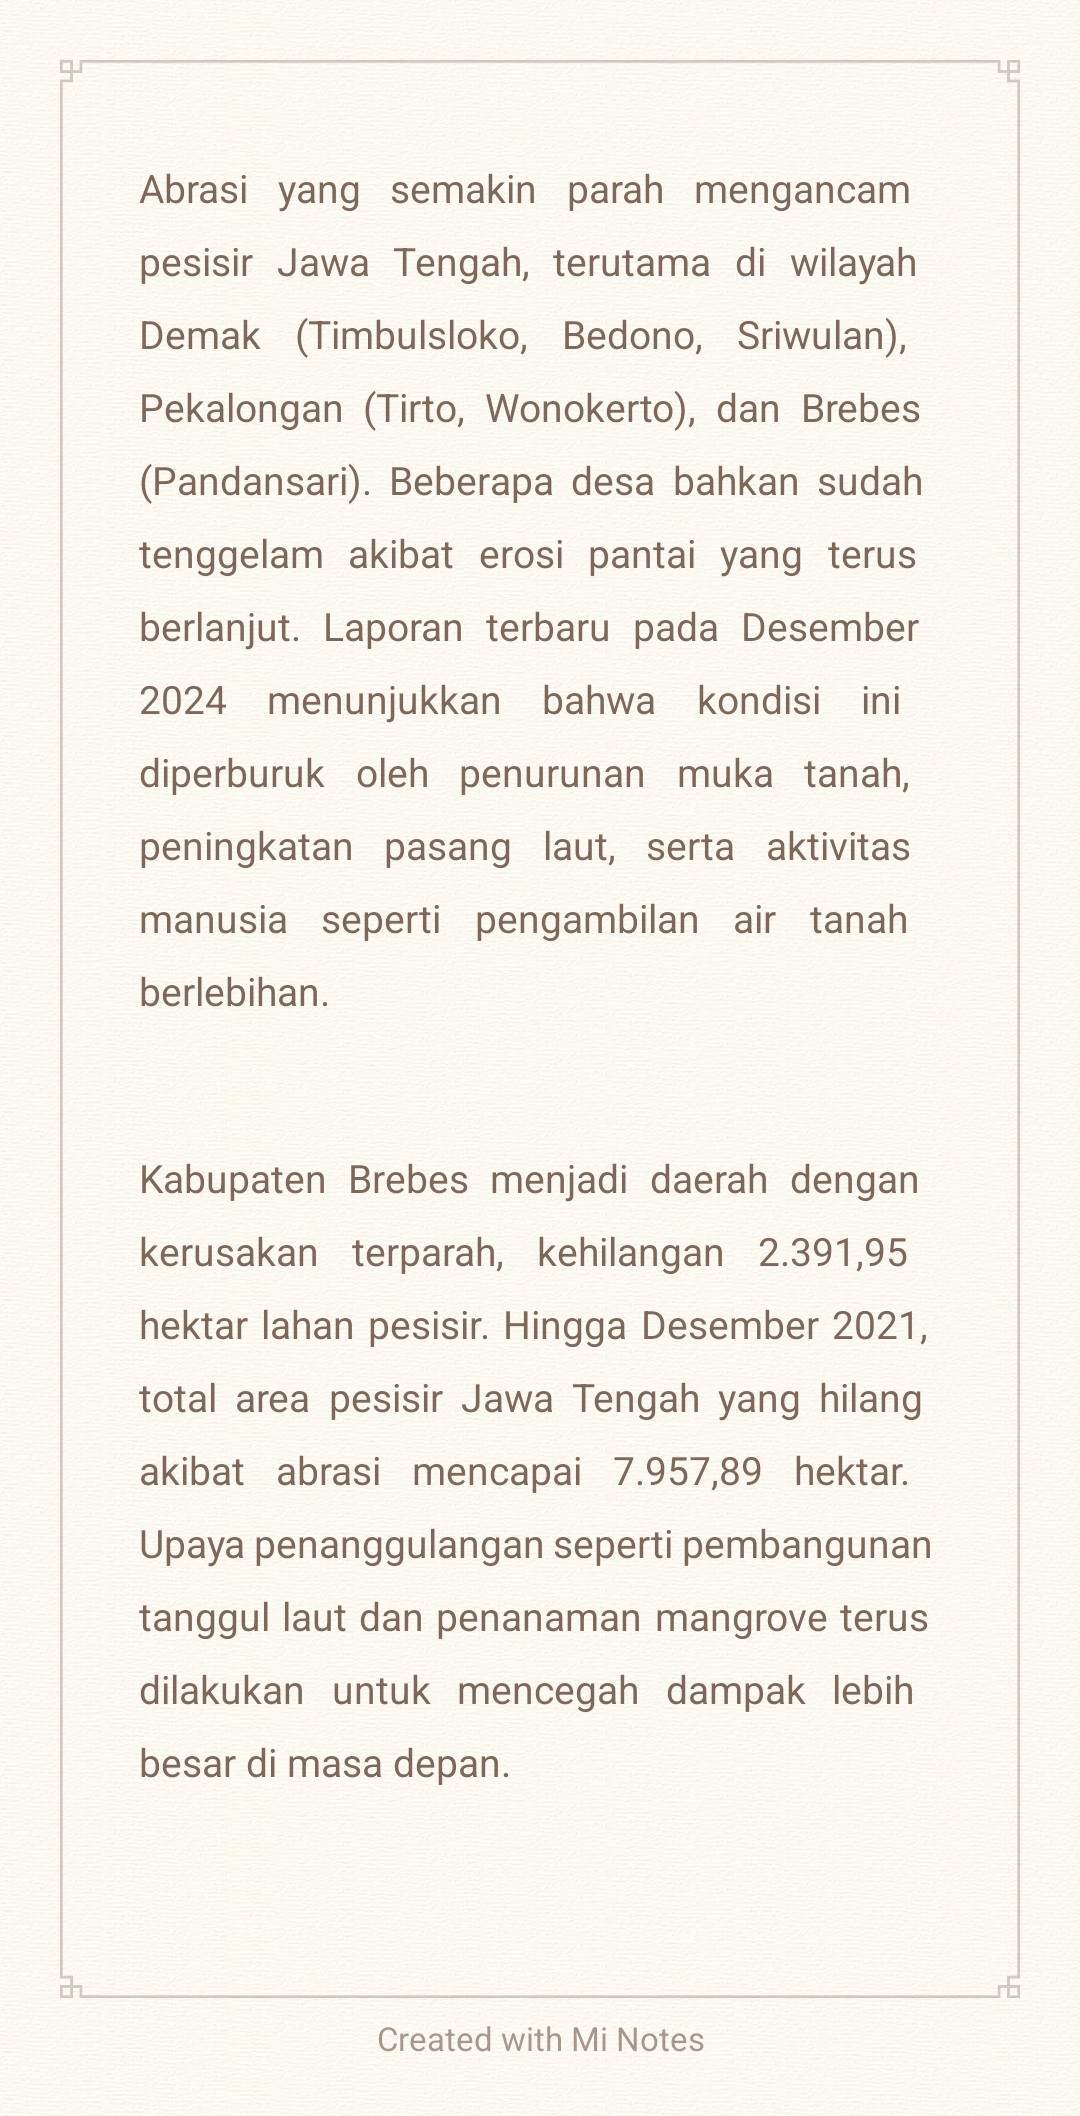 Abrasi yang semakin parah mengancam
pesisir Jawa Tengah, terutama di wilayah
Demak (Timbulsloko, Bedono, Sriwulan),
Pekalongan (Tirto, Wonokerto), dan Brebes
(Pandansari). Beberapa desa bahkan sudah
tenggelam akibat erosi pantai yang terus
berlanjut. Laporan terbaru pada Desember
2024 menunjukkan bahwa kondisi ini
diperburuk oleh penurunan muka tanah,
peningkatan pasang laut, serta aktivitas
manusia seperti pengambilan air tanah
berlebihan.
Kabupaten Brebes menjadi daerah dengan
kerusakan terparah, kehilangan 2.391,95
hektar lahan pesisir. Hingga Desember 2021,
total area pesisir Jawa Tengah yang hilang
akibat abrasi mencapai 7.957,89 hektar.
Upaya penanggulangan seperti pembangunan
tanggul laut dan penanaman mangrove terus
dilakukan untuk mencegah dampak lebih
besar di masa depan.
Created with Mi Notes